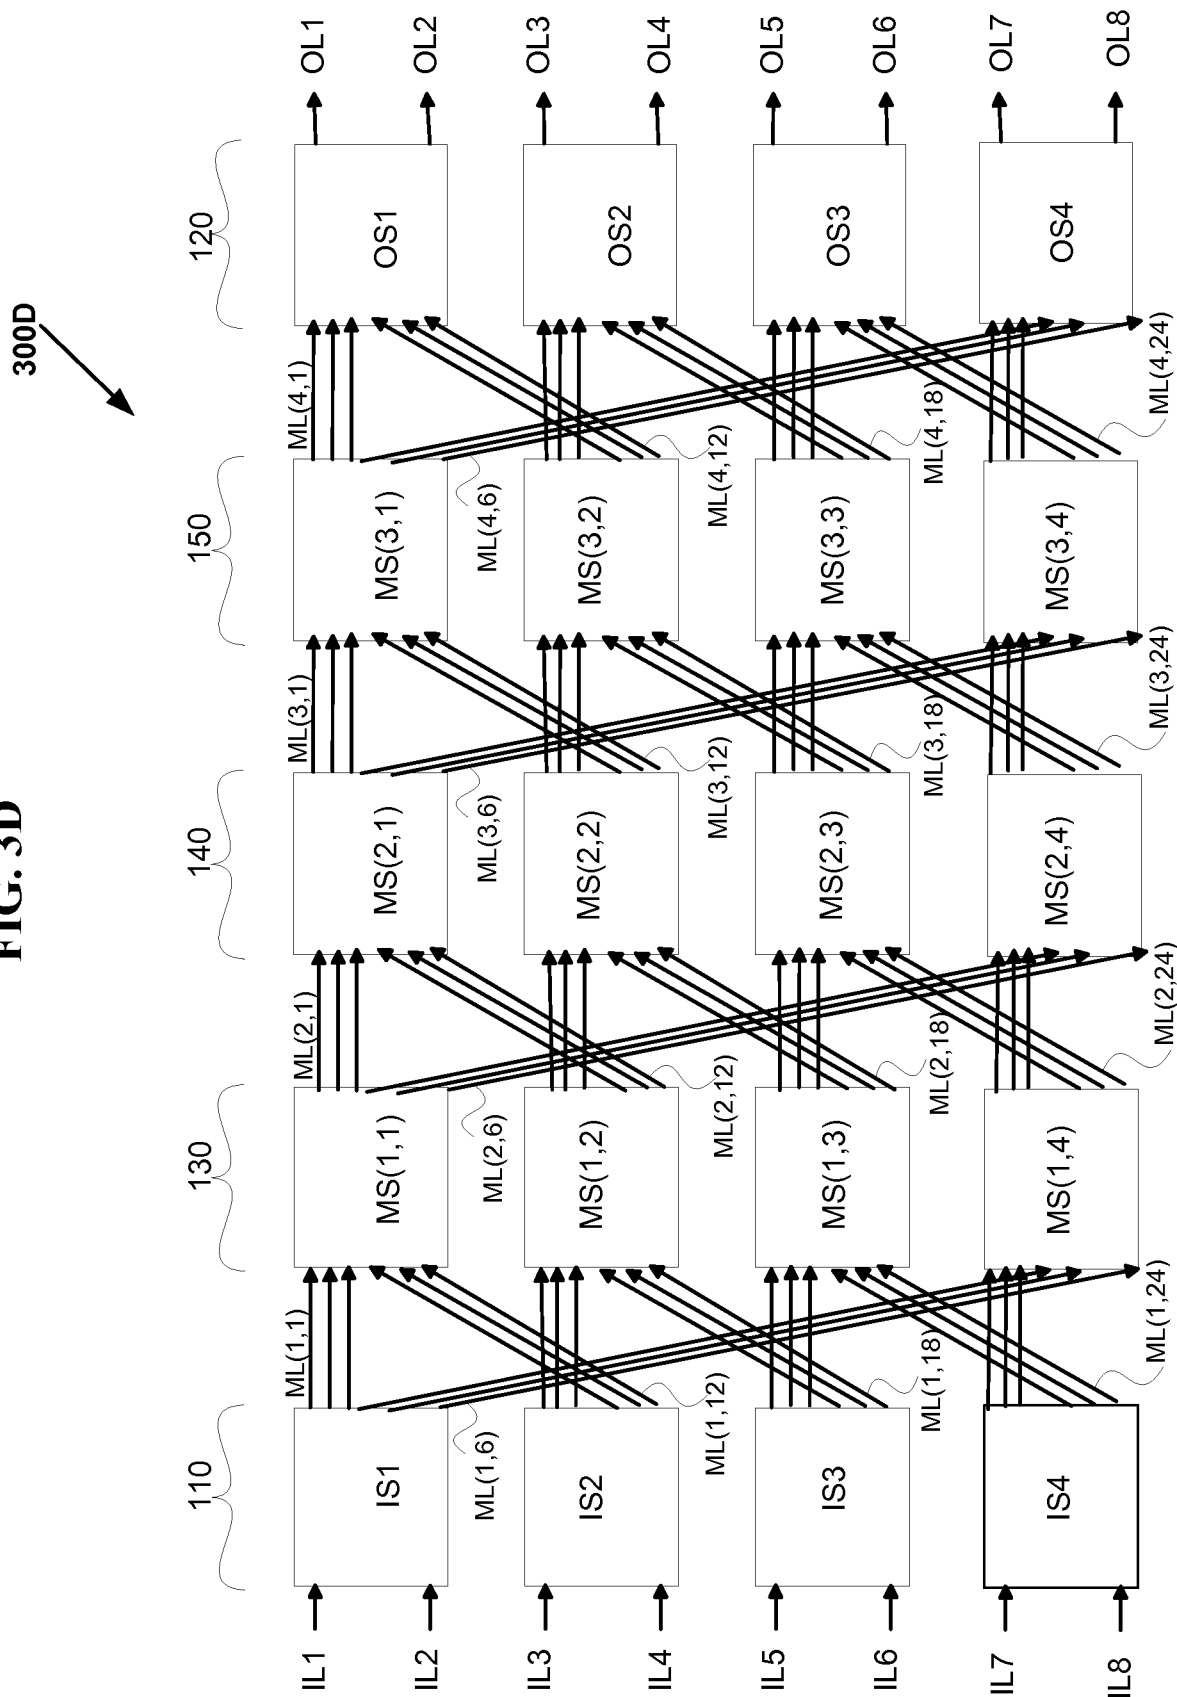 FIG. 3D
300D
110
130
140
150
120
IL1
IS1
ML(1,1)
MS(1,1)
ML(2,1)
MS(2,1)
ML(3,1)
MS(3,1)
ML(4,1)
OS1
OL1
IL2
ML(1,6)
ML(2,6)
ML(3,6)
ML(4,6)
OL2
IL3
IS2
MS(1,2)
MS(2,2)
MS(3,2)
OS2
OL3
IL4
ML(1,12)
ML(2,12)
ML(3,12)
ML(4,12)
OL4
IL5
IS3
MS(1,3)
MS(2,3)
MS(3,3)
OS3
OL5
IL6
ML(1,18)
ML(2,18)
ML(3,18)
ML(4,18)
OL6
IL7
IS4
MS(1,4)
MS(2,4)
MS(3,4)
OS4
OL7
IL8
ML(1,24)
ML(2,24)
ML(3,24)
ML(4,24)
OL8